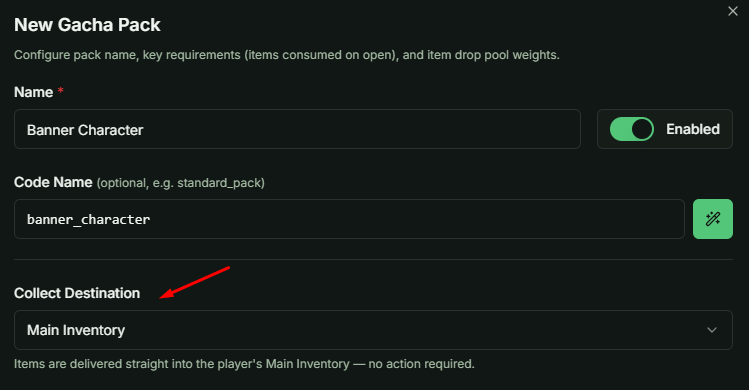 New Gacha Pack
Configure pack name, key requirements (items consumed on open), and item drop pool weights.
Name *
Banner Character
Enabled
Code Name (optional, e.g. standard_pack)
banner_character
Collect Destination
Main Inventory
Items are delivered straight into the player's Main Inventory — no action required.